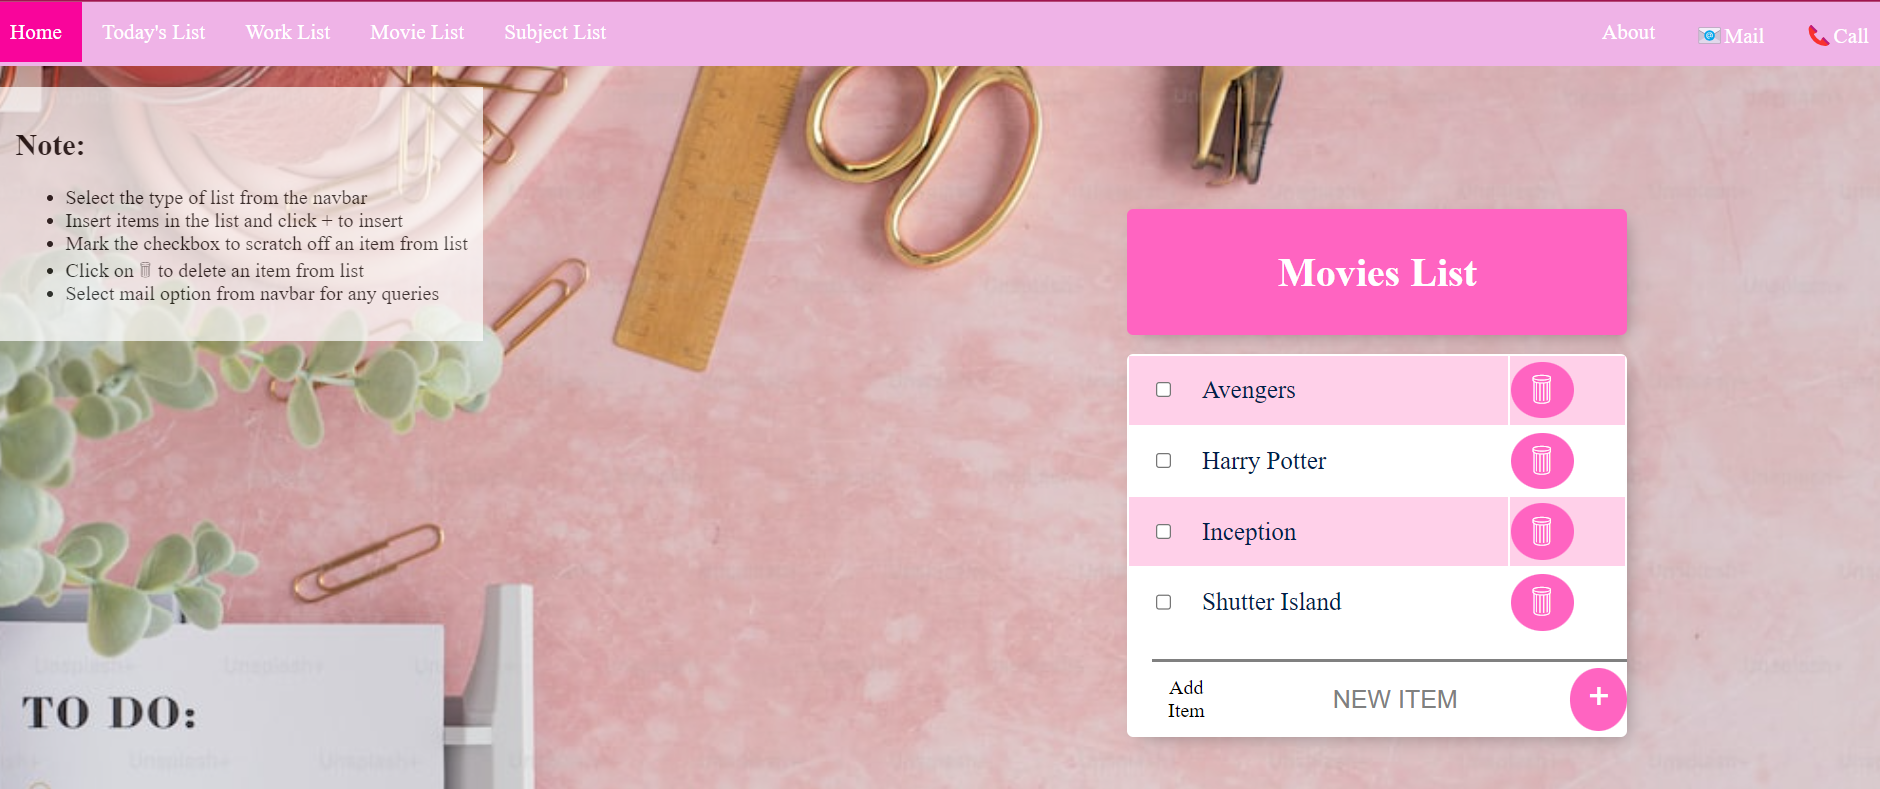 Home
Today's List
Work List
Movie List
Subject List
About
Mail
Call
Note:
Select the type of list from the navbar
Insert items in the list and click + to insert
Mark the checkbox to scratch off an item from list
Click on 🗑 to delete an item from list
Select mail option from navbar for any queries
Movies List
Avengers
Harry Potter
Inception
Shutter Island
Add
Item
NEW ITEM
+
TO DO:
Unsplash+